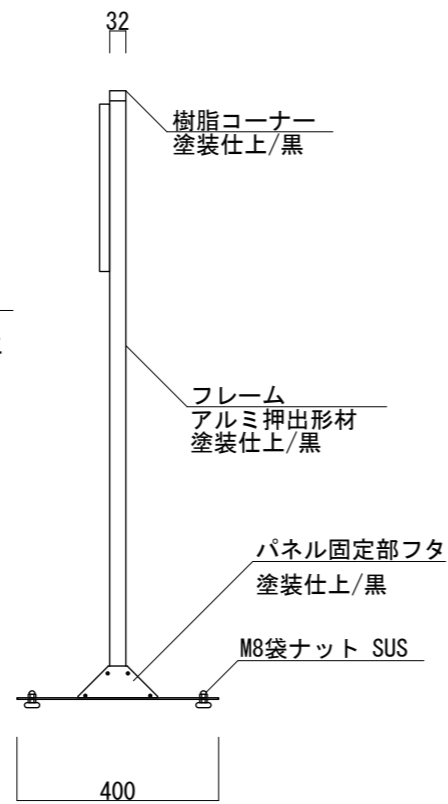 32
樹脂コーナー
塗装仕上/黒
フレーム
アルミ押出形材
塗装仕上/黒
パネル固定部フタ
塗装仕上/黒
M8袋ナット SUS
400